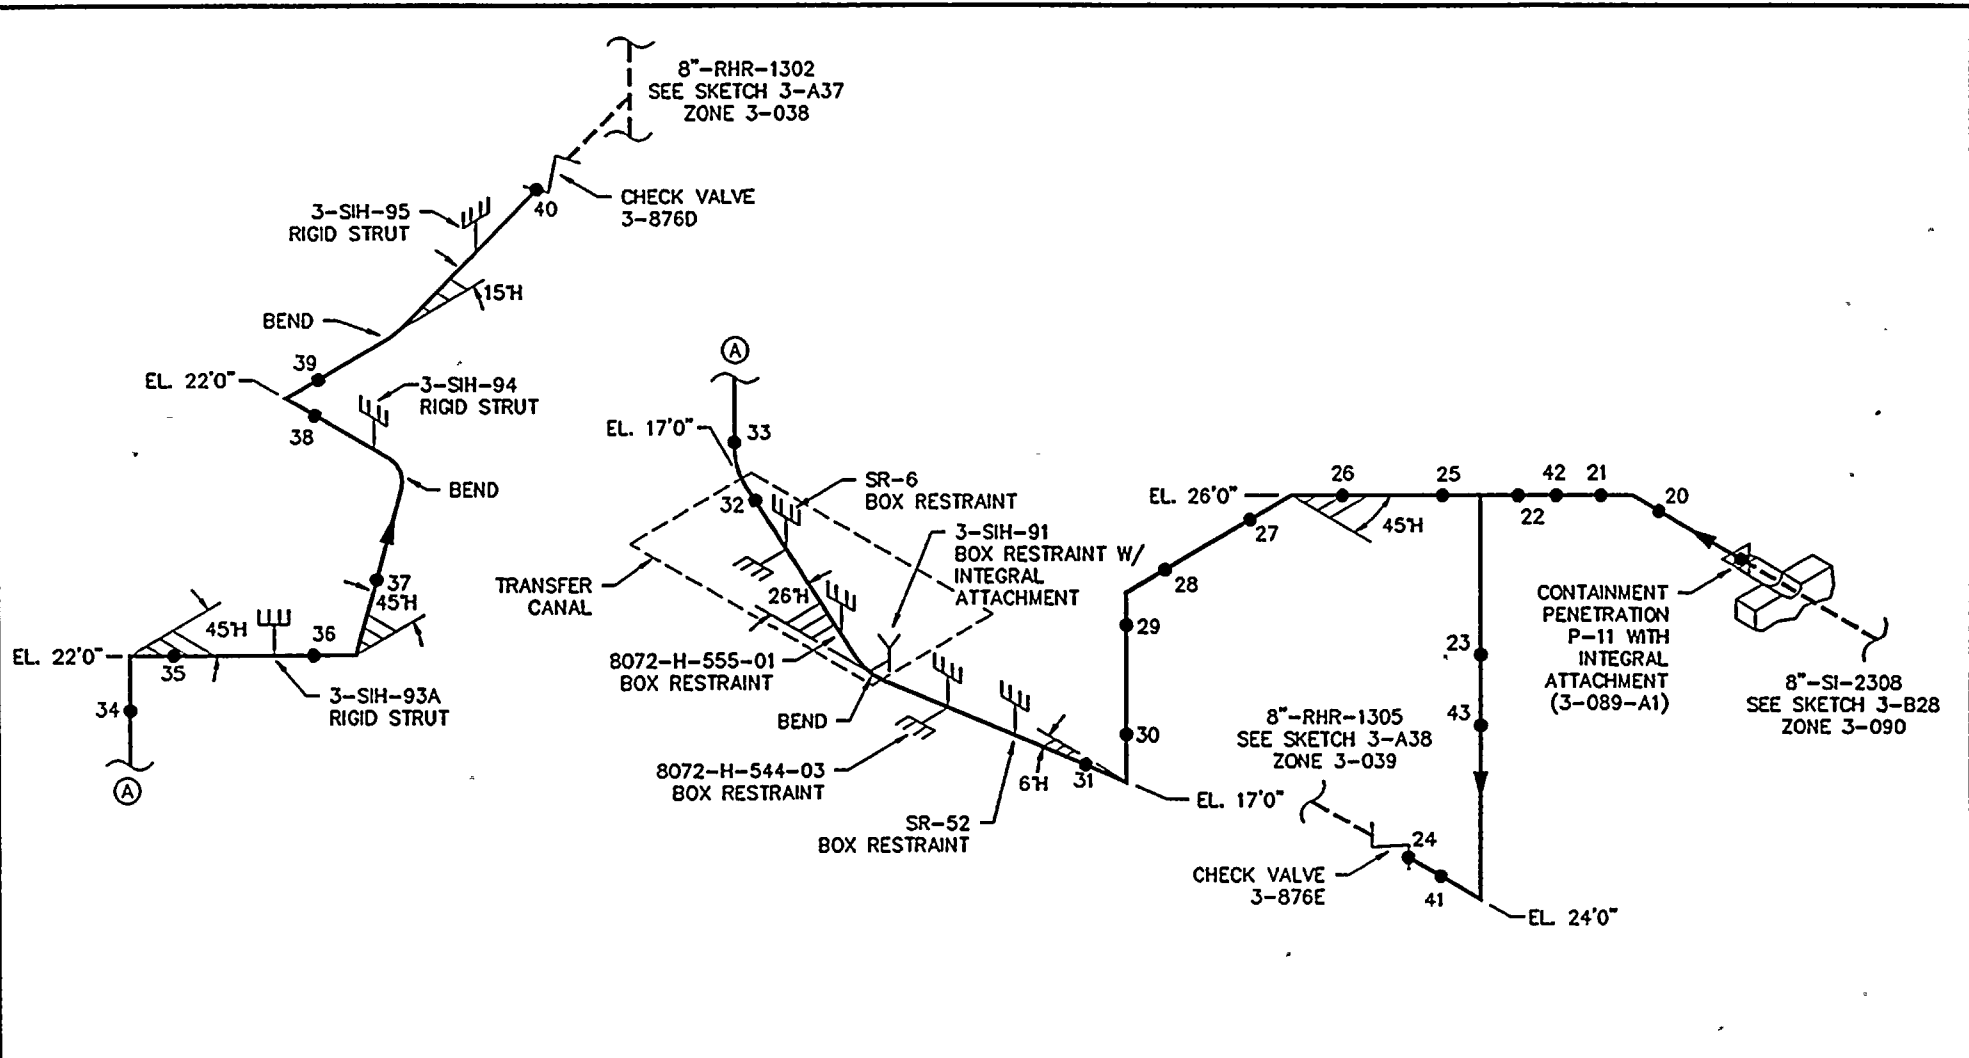 8"-RHR-1302
SEE SKETCH 3-A37
ZONE 3-038
CHECK VALVE
3-876D
40
3-SIH-95
RIGID STRUT
15°H
BEND
39
EL. 22'0"
3-SIH-94
RIGID STRUT
38
BEND
37
45°H
45°H
36
EL. 22'0"
35
3-SIH-93A
RIGID STRUT
34
A
A
33
EL. 17'0"
32
SR-6
BOX RESTRAINT
3-SIH-91
BOX RESTRAINT W/
INTEGRAL
ATTACHMENT
TRANSFER
CANAL
26°H
8072-H-555-01
BOX RESTRAINT
BEND
8072-H-544-03
BOX RESTRAINT
SR-52
BOX RESTRAINT
6°H
31
EL. 17'0"
30
29
28
27
EL. 26'0"
26
45°H
25
22
42
21
20
CONTAINMENT
PENETRATION
P-11 WITH
INTEGRAL
ATTACHMENT
(3-089-A1)
8"-SI-2308
SEE SKETCH 3-B28
ZONE 3-090
23
43
8"-RHR-1305
SEE SKETCH 3-A38
ZONE 3-039
24
CHECK VALVE
3-876E
41
EL. 24'0"